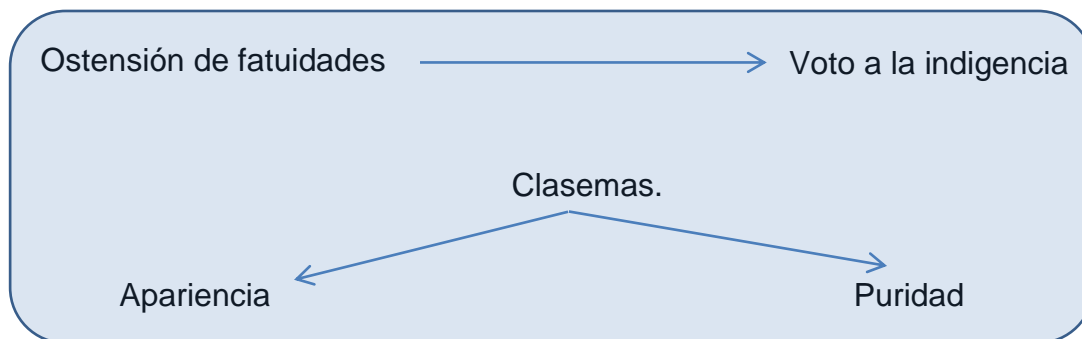 Ostensión de fatuidades
Voto a la indigencia
Clasemas.
Apariencia
Puridad